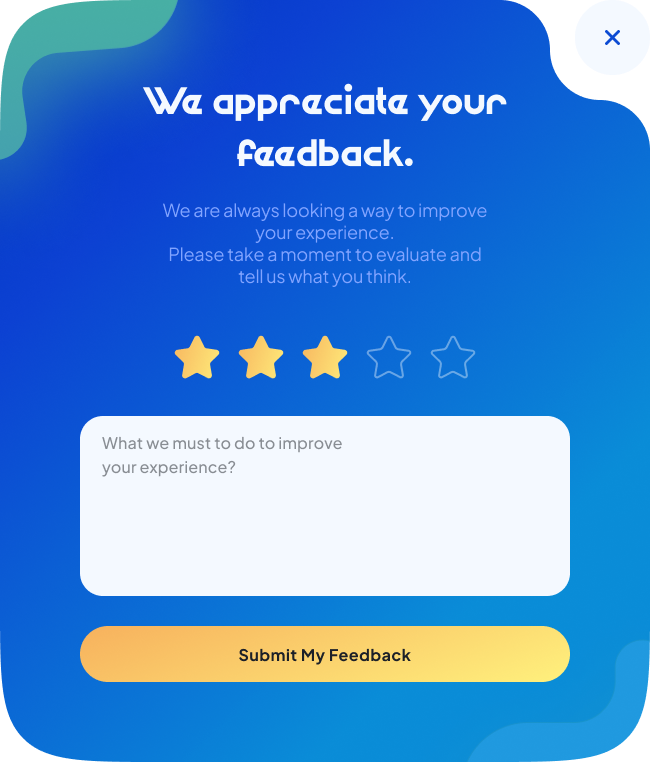 We appreciate your
feedback.
We are always looking a way to improve
your experience.
Please take a moment to evaluate and
tell us what you think.
What we must to do to improve
your experience?
Submit My Feedback